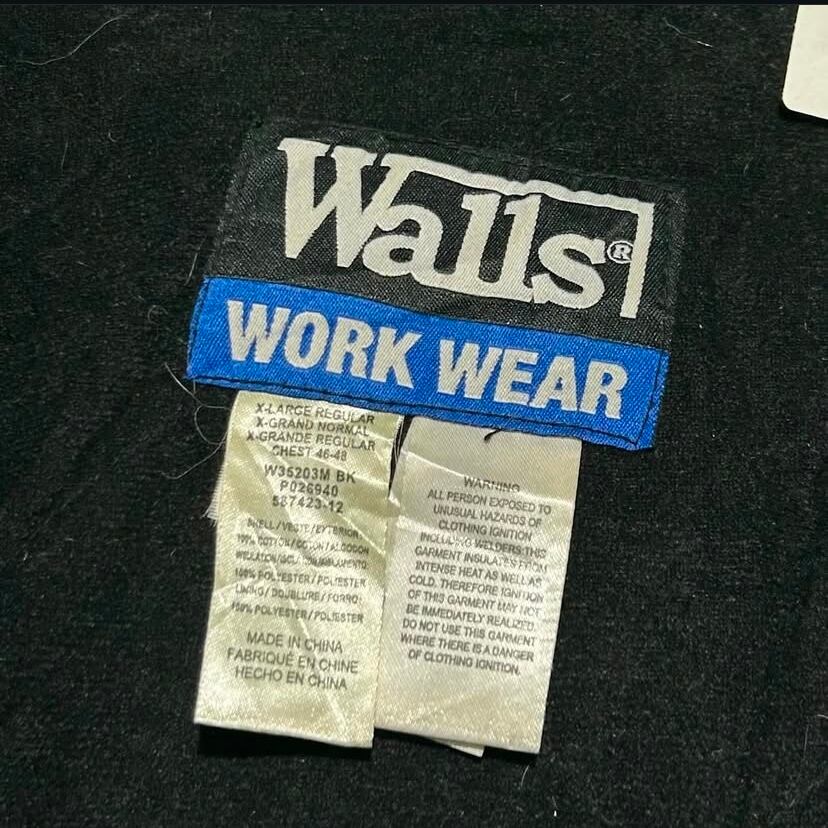 Walls®
WORK WEAR
X-LARGE REGULAR
X-GRAND NORMAL
X-GRANDE REGULAR
CHEST 46-48
W35203M BK
P026940
587423-12
SHELL/VESTE/EXTERIOR:
100% COTTON/COTON/ALGODON
100% POLYESTER/POLIESTER
LINING/DOUBLURE/FORRO:
100% POLYESTER/POLIESTER
MADE IN CHINA
FABRIQUÉ EN CHINE
HECHO EN CHINA
WARNING
ALL PERSON EXPOSED TO
UNUSUAL HAZARDS OF
CLOTHING IGNITION
INCLUDING WELDERS:THIS
GARMENT INSULATES FROM
INTENSE HEAT AS WELL AS
COLD. THEREFORE IGNITION
OF THIS GARMENT MAY NOT
BE IMMEDIATELY REALIZED.
DO NOT USE THIS GARMENT
WHERE THERE IS A DANGER
OF CLOTHING IGNITION.